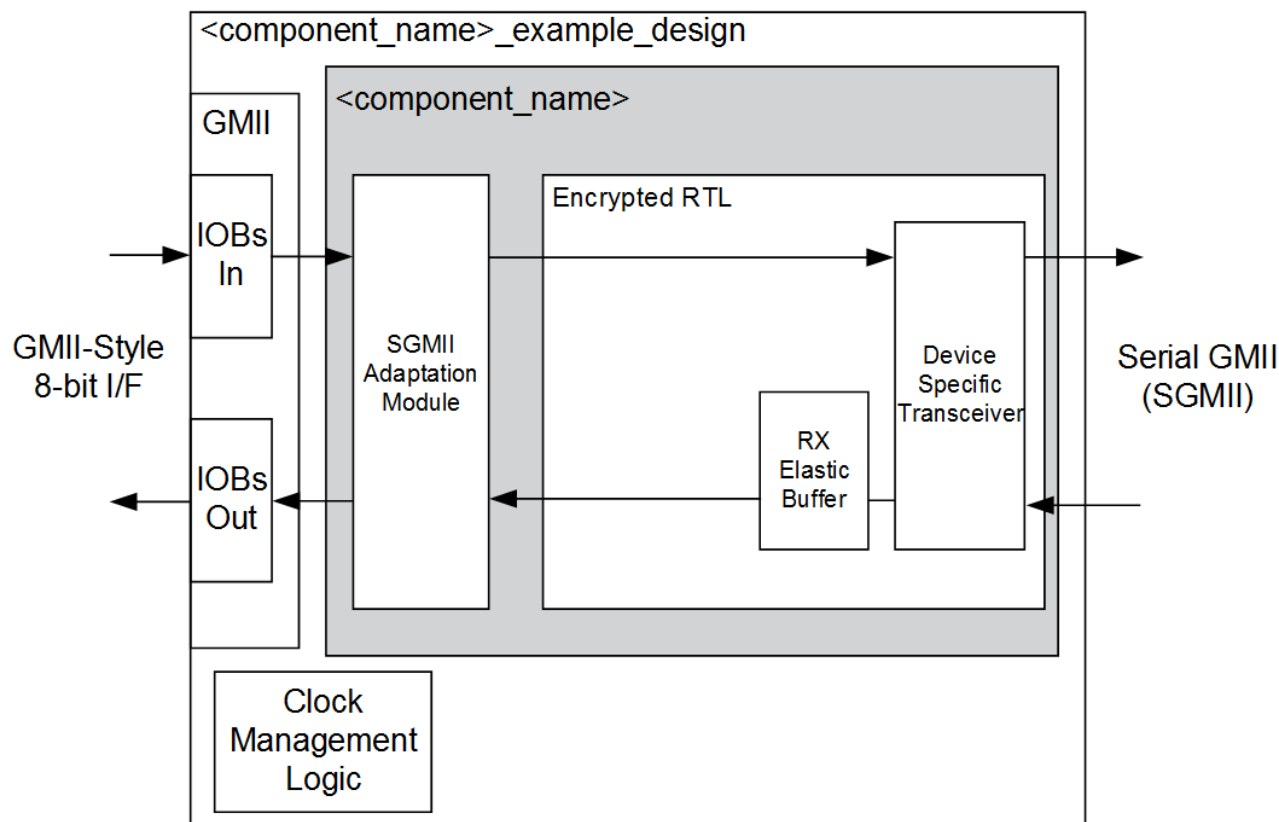 <component_name>_example_design
<component_name>
GMII
IOBs
In
Encrypted RTL
GMII-Style
8-bit I/F
SGMII
Adaptation
Module
Device
Specific
Transceiver
Serial GMII
(SGMII)
RX
Elastic
Buffer
IOBs
Out
Clock
Management
Logic